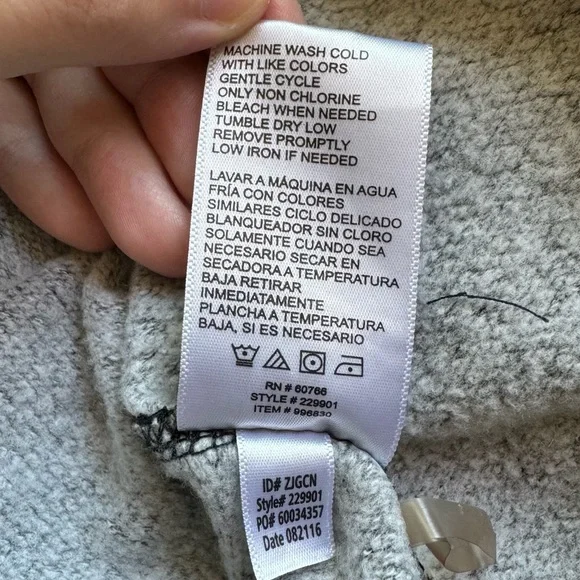 MACHINE WASH COLD
WITH LIKE COLORS
GENTLE CYCLE
ONLY NON CHLORINE
BLEACH WHEN NEEDED
TUMBLE DRY LOW
REMOVE PROMPTLY
LOW IRON IF NEEDED
LAVAR A MÁQUINA EN AGUA
FRÍA CON COLORES
SIMILARES CICLO DELICADO
BLANQUEADOR SIN CLORO
SOLAMENTE CUANDO SEA
NECESARIO SECAR EN
SECADORA A TEMPERATURA
BAJA RETIRAR
INMEDIATAMENTE
PLANCHA A TEMPERATURA
BAJA, SI ES NECESARIO
RN # 60766
STYLE # 229901
ITEM # 996830
ID# ZJGCN
Style# 229901
PO# 60034357
Date 082116